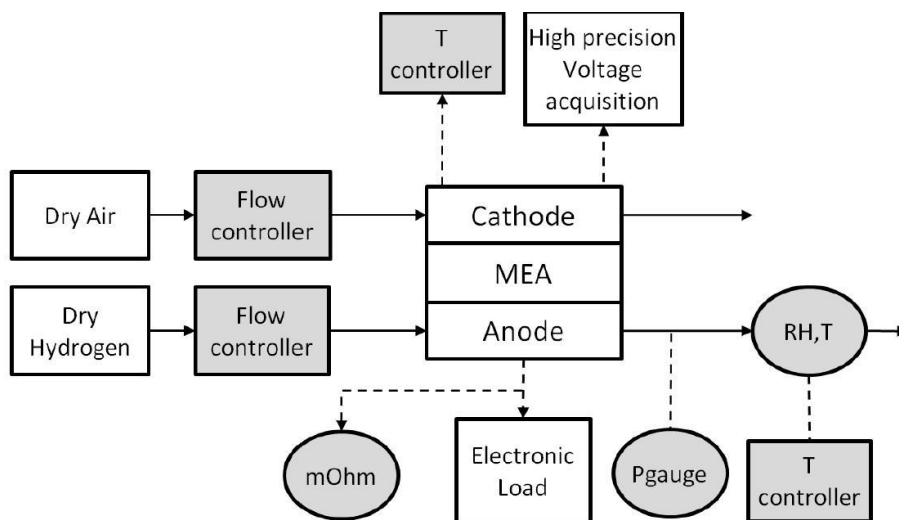 T
controller
High precision
Voltage
acquisition
Dry Air
Flow
controller
Cathode
MEA
Dry
Hydrogen
Flow
controller
Anode
RH,T
mOhm
Electronic
Load
Pgauge
T
controller